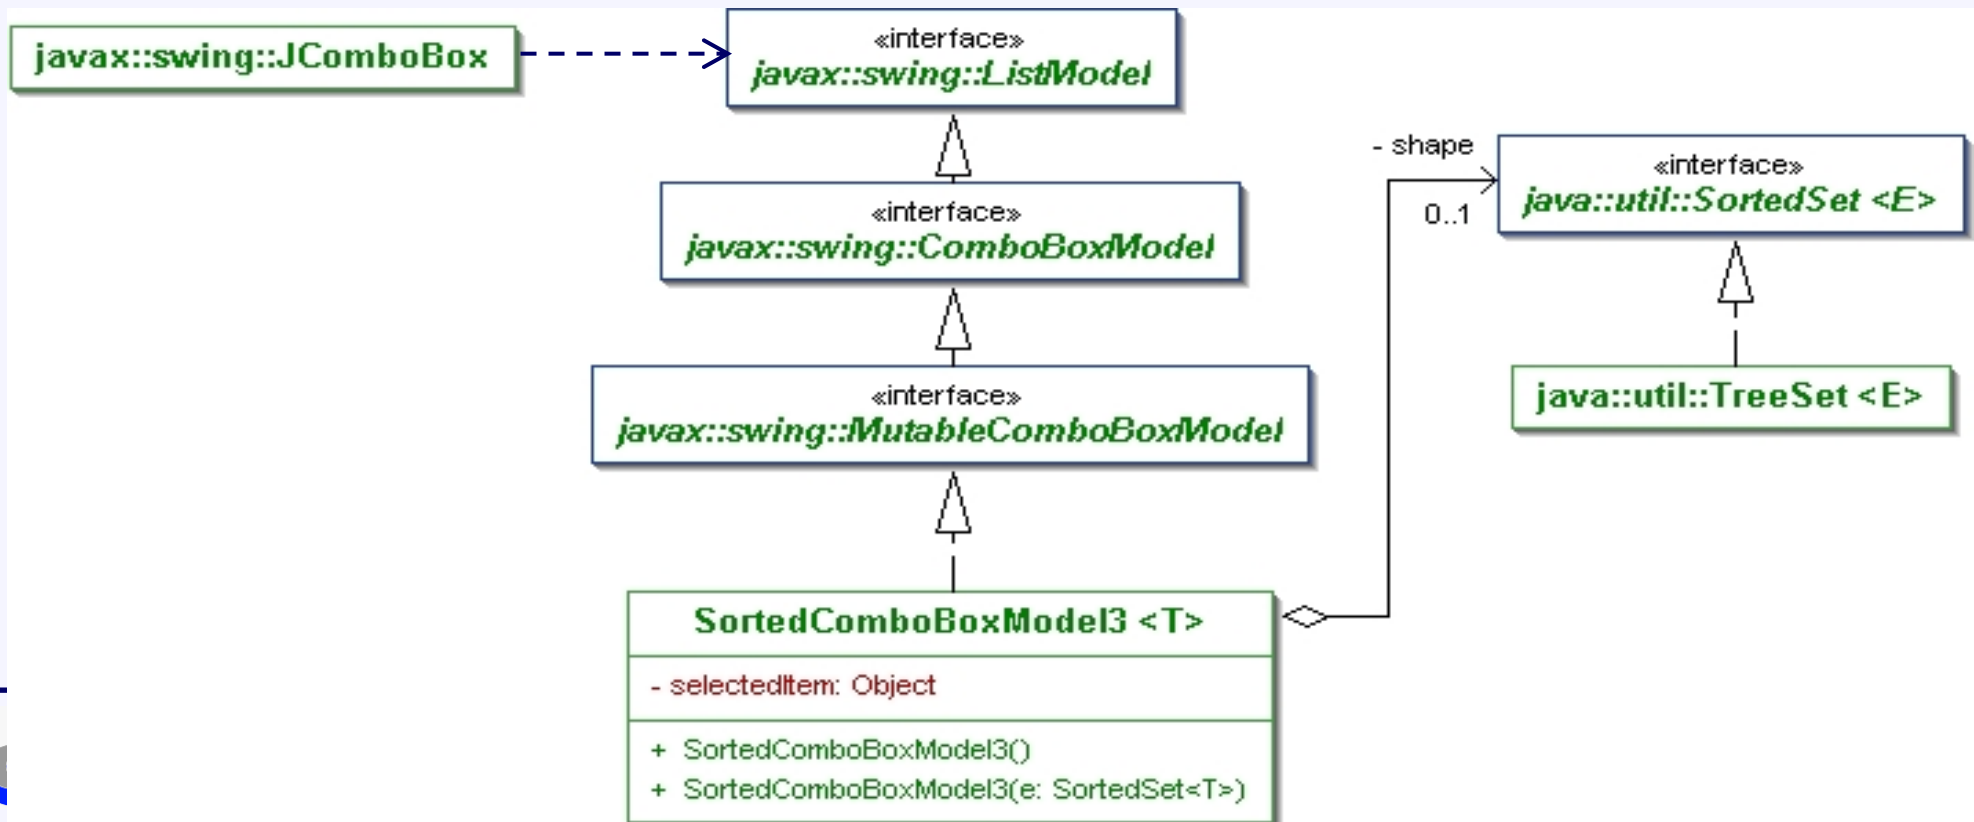 javax::swing::JComboBox
«interface»
javax::swing::ListModel
«interface»
javax::swing::ComboBoxModel
«interface»
javax::swing::MutableComboBoxModel
SortedComboBoxModel3 <T>
- selectedItem: Object
+ SortedComboBoxModel3()
+ SortedComboBoxModel3(e: SortedSet<T>)
- shape
0..1
«interface»
java::util::SortedSet <E>
java::util::TreeSet <E>